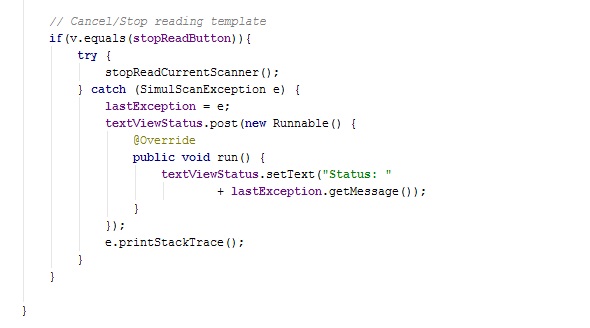 // Cancel/Stop reading template
if(v.equals(stopReadButton)){
try {
stopReadCurrentScanner();
} catch (SimulScanException e) {
lastException = e;
textViewStatus.post(new Runnable() {
@Override
public void run() {
textViewStatus.setText("Status: "
+ lastException.getMessage());
}
});
e.printStackTrace();
}
}
}